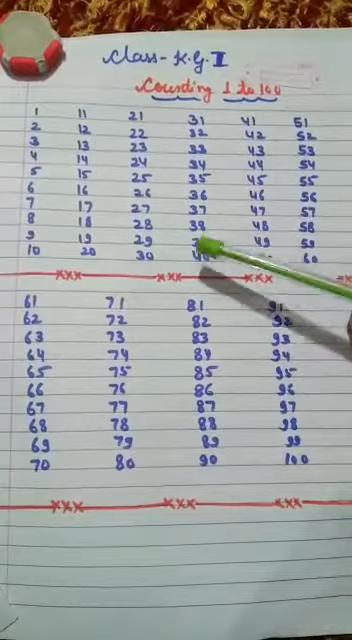 Class- K.G.I
Counting 1 to 100
1 11 21 31 41 51
2 12 22 32 42 52
3 13 23 33 43 53
4 14 24 34 44 54
5 15 25 35 45 55
6 16 26 36 46 56
7 17 27 37 47 57
8 18 28 38 48 58
9 19 29 49 59
10 20 30 40 60
xxx xxx xxx
61 71 81 91
62 72 82 92
63 73 83 93
64 74 84 94
65 75 85 95
66 76 86 96
67 77 87 97
68 78 88 98
69 79 89 99
70 80 90 100
xxx xxx xxx